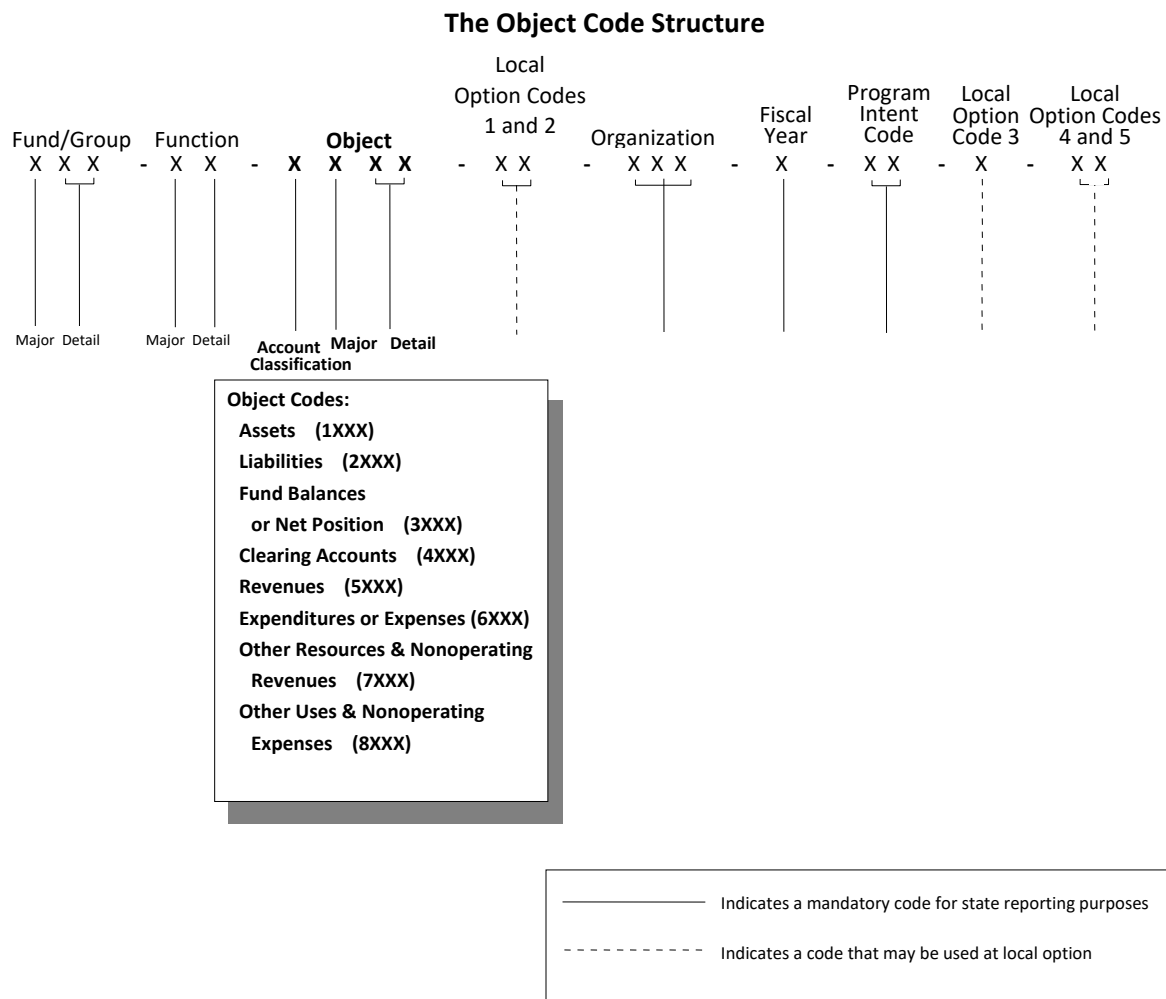 The Object Code Structure
Local
Option Codes
1 and 2
Fiscal
Year
Program
Intent
Code
Local
Option
Code 3
Local
Option Codes
4 and 5
Fund/Group Function Object Organization
X X X - X X - X X X X - X X - X X X - X - X X - X - X X
Major Detail Major Detail
Account
Classification
Major Detail
Object Codes:
Assets (1XXX)
Liabilities (2XXX)
Fund Balances
or Net Position (3XXX)
Clearing Accounts (4XXX)
Revenues (5XXX)
Expenditures or Expenses (6XXX)
Other Resources & Nonoperating
Revenues (7XXX)
Other Uses & Nonoperating
Expenses (8XXX)
Indicates a mandatory code for state reporting purposes
Indicates a code that may be used at local option